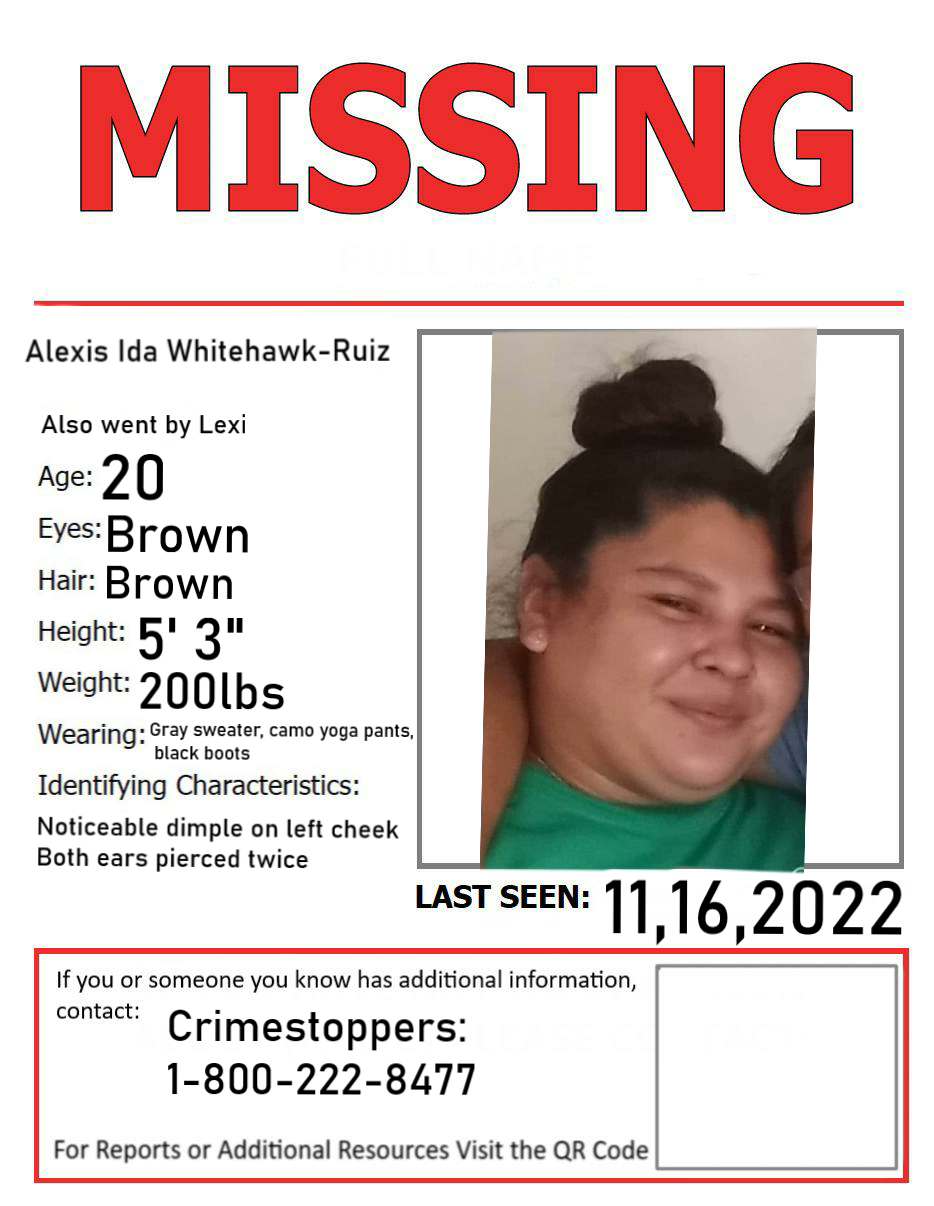 MISSING
Alexis Ida Whitehawk-Ruiz
Also went by Lexi
Age: 20
Eyes: Brown
Hair: Brown
Height: 5' 3"
Weight: 200lbs
Wearing: Gray sweater, camo yoga pants,
black boots
Identifying Characteristics:
Noticeable dimple on left cheek
Both ears pierced twice
LAST SEEN: 11,16,2022
If you or someone you know has additional information,
contact:
Crimestoppers:
1-800-222-8477
For Reports or Additional Resources Visit the QR Code